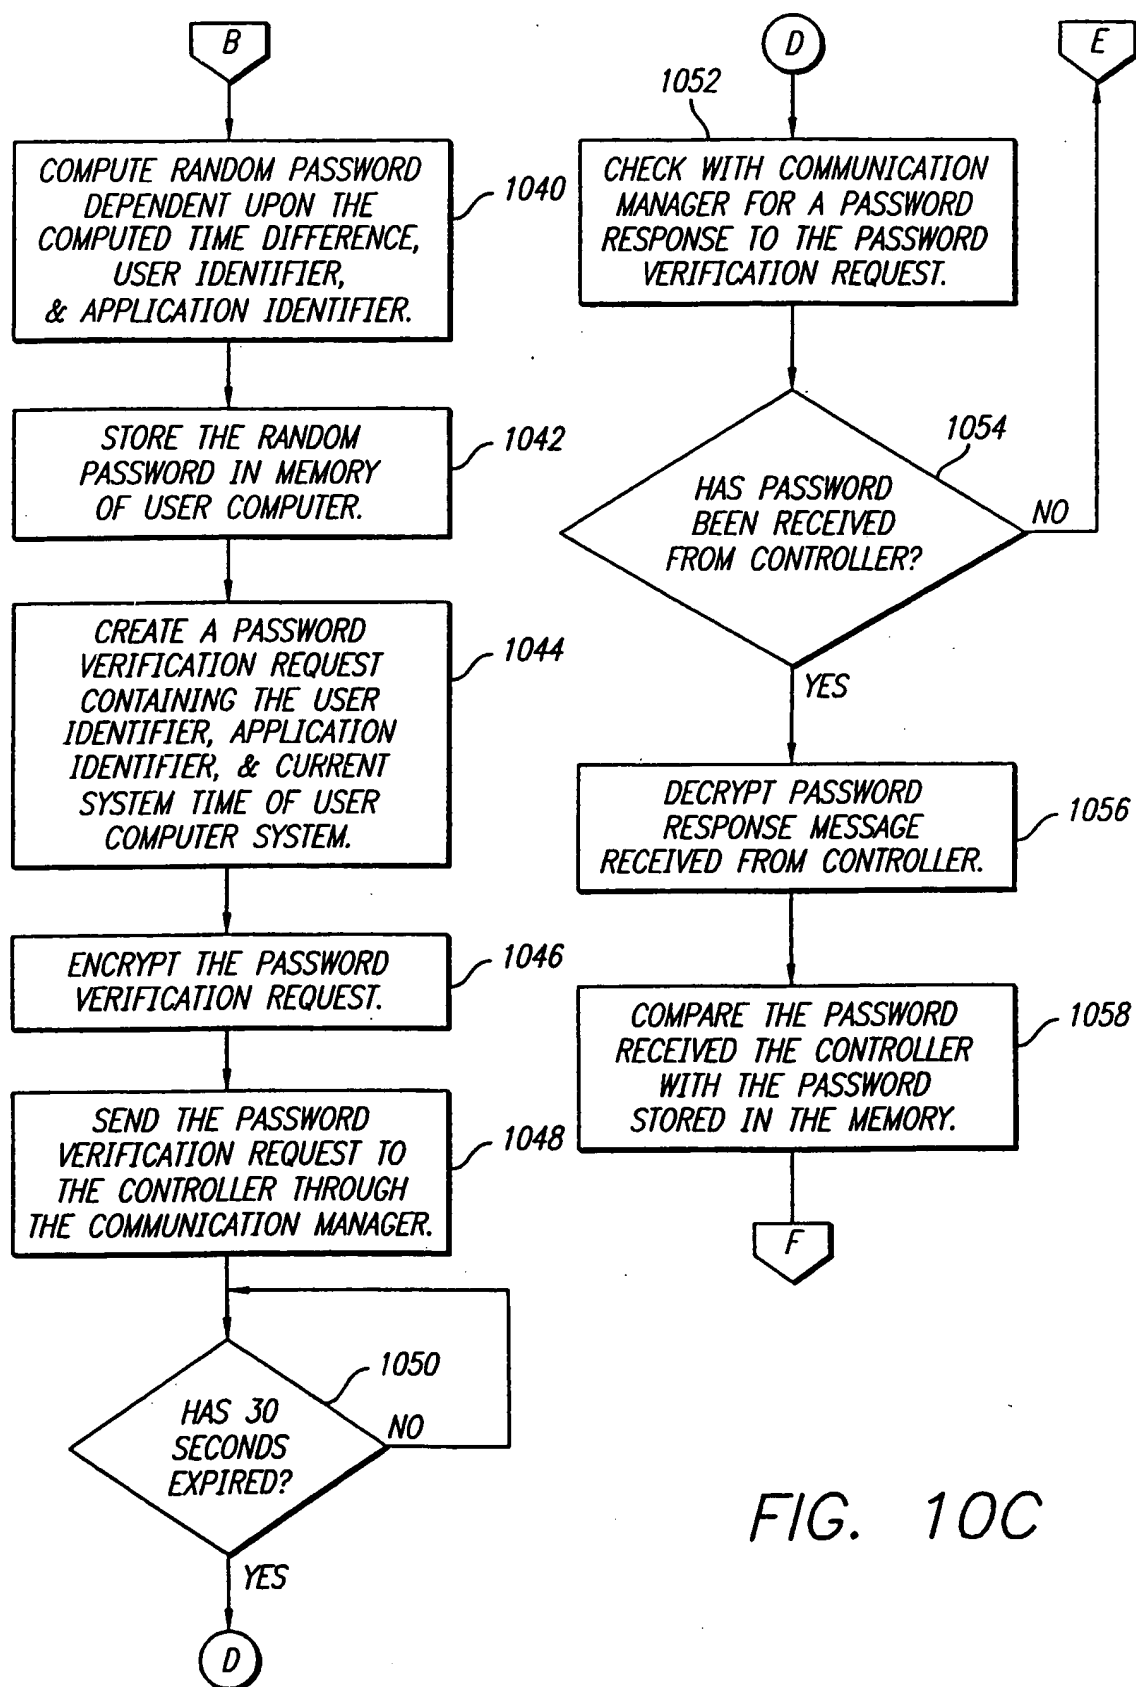 B
COMPUTE RANDOM PASSWORD
DEPENDENT UPON THE
COMPUTED TIME DIFFERENCE,
USER IDENTIFIER,
& APPLICATION IDENTIFIER.
1040
STORE THE RANDOM
PASSWORD IN MEMORY
OF USER COMPUTER.
1042
CREATE A PASSWORD
VERIFICATION REQUEST
CONTAINING THE USER
IDENTIFIER, APPLICATION
IDENTIFIER, & CURRENT
SYSTEM TIME OF USER
COMPUTER SYSTEM.
1044
ENCRYPT THE PASSWORD
VERIFICATION REQUEST.
1046
SEND THE PASSWORD
VERIFICATION REQUEST TO
THE CONTROLLER THROUGH
THE COMMUNICATION MANAGER.
1048
HAS 30
SECONDS
EXPIRED?
1050
NO
YES
D
D
1052
CHECK WITH COMMUNICATION
MANAGER FOR A PASSWORD
RESPONSE TO THE PASSWORD
VERIFICATION REQUEST.
HAS PASSWORD
BEEN RECEIVED
FROM CONTROLLER?
1054
NO
E
YES
DECRYPT PASSWORD
RESPONSE MESSAGE
RECEIVED FROM CONTROLLER.
1056
COMPARE THE PASSWORD
RECEIVED THE CONTROLLER
WITH THE PASSWORD
STORED IN THE MEMORY.
1058
F
FIG. 10C